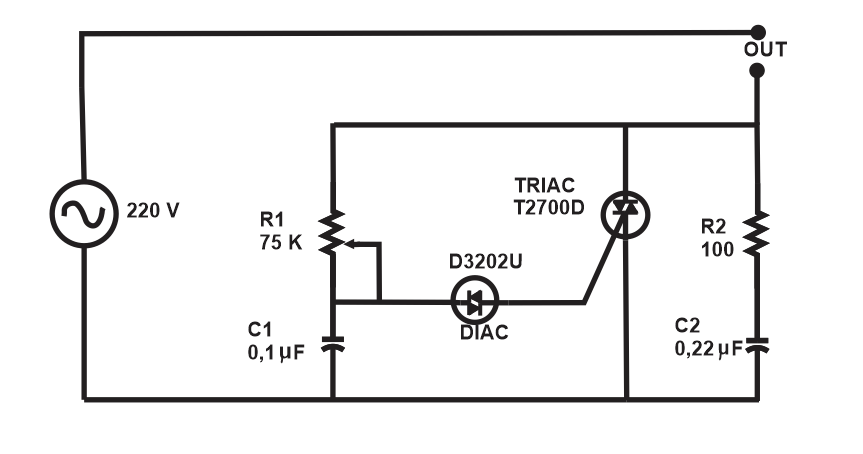 OUT
TRIAC
T2700D
220 V
R1
75 K
R2
100
D3202U
DIAC
C1
0,1 µF
C2
0,22 µF